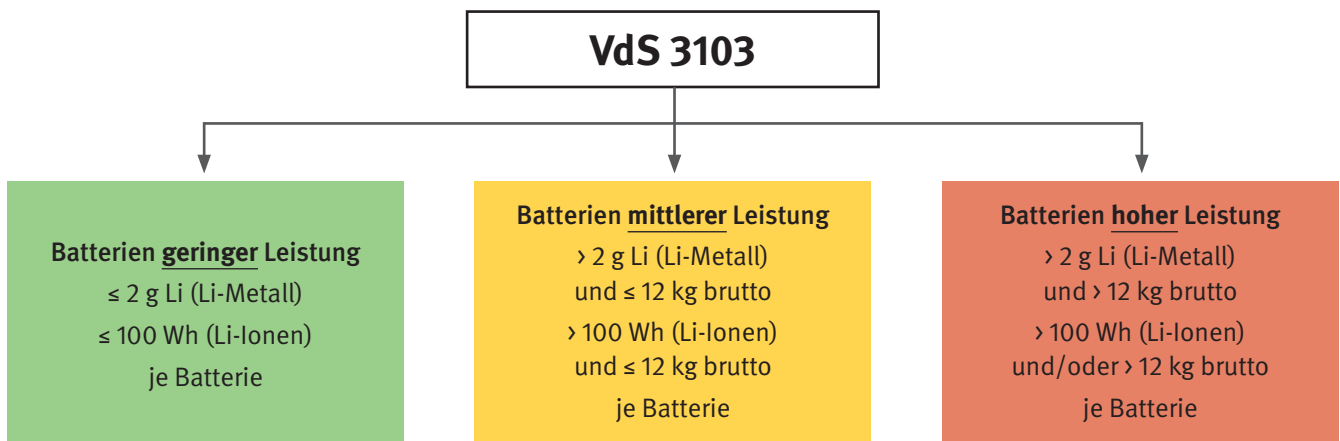 VdS 3103
Batterien geringer Leistung
≤ 2 g Li (Li-Metall)
≤ 100 Wh (Li-Ionen)
je Batterie
Batterien mittlerer Leistung
> 2 g Li (Li-Metall)
und ≤ 12 kg brutto
> 100 Wh (Li-Ionen)
und ≤ 12 kg brutto
je Batterie
Batterien hoher Leistung
> 2 g Li (Li-Metall)
und > 12 kg brutto
> 100 Wh (Li-Ionen)
und/oder > 12 kg brutto
je Batterie